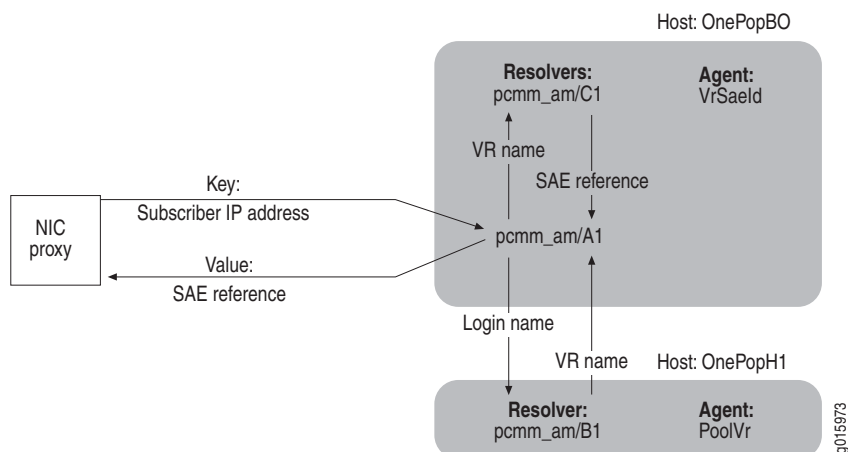 Host: OnePopBO
Resolvers:
pcmm_am/C1
Agent:
VrSaeId
VR name
SAE reference
Key:
Subscriber IP address
NIC
proxy
pcmm_am/A1
Value:
SAE reference
Login name
VR name
Host: OnePopH1
Resolver:
pcmm_am/B1
Agent:
PoolVr
g015973